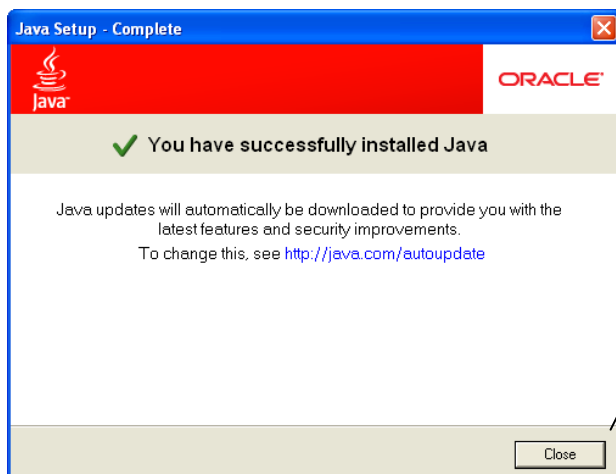 Java Setup - Complete
Java
ORACLE
You have successfully installed Java
Java updates will automatically be downloaded to provide you with the
latest features and security improvements.
To change this, see http://java.com/autoupdate
Close